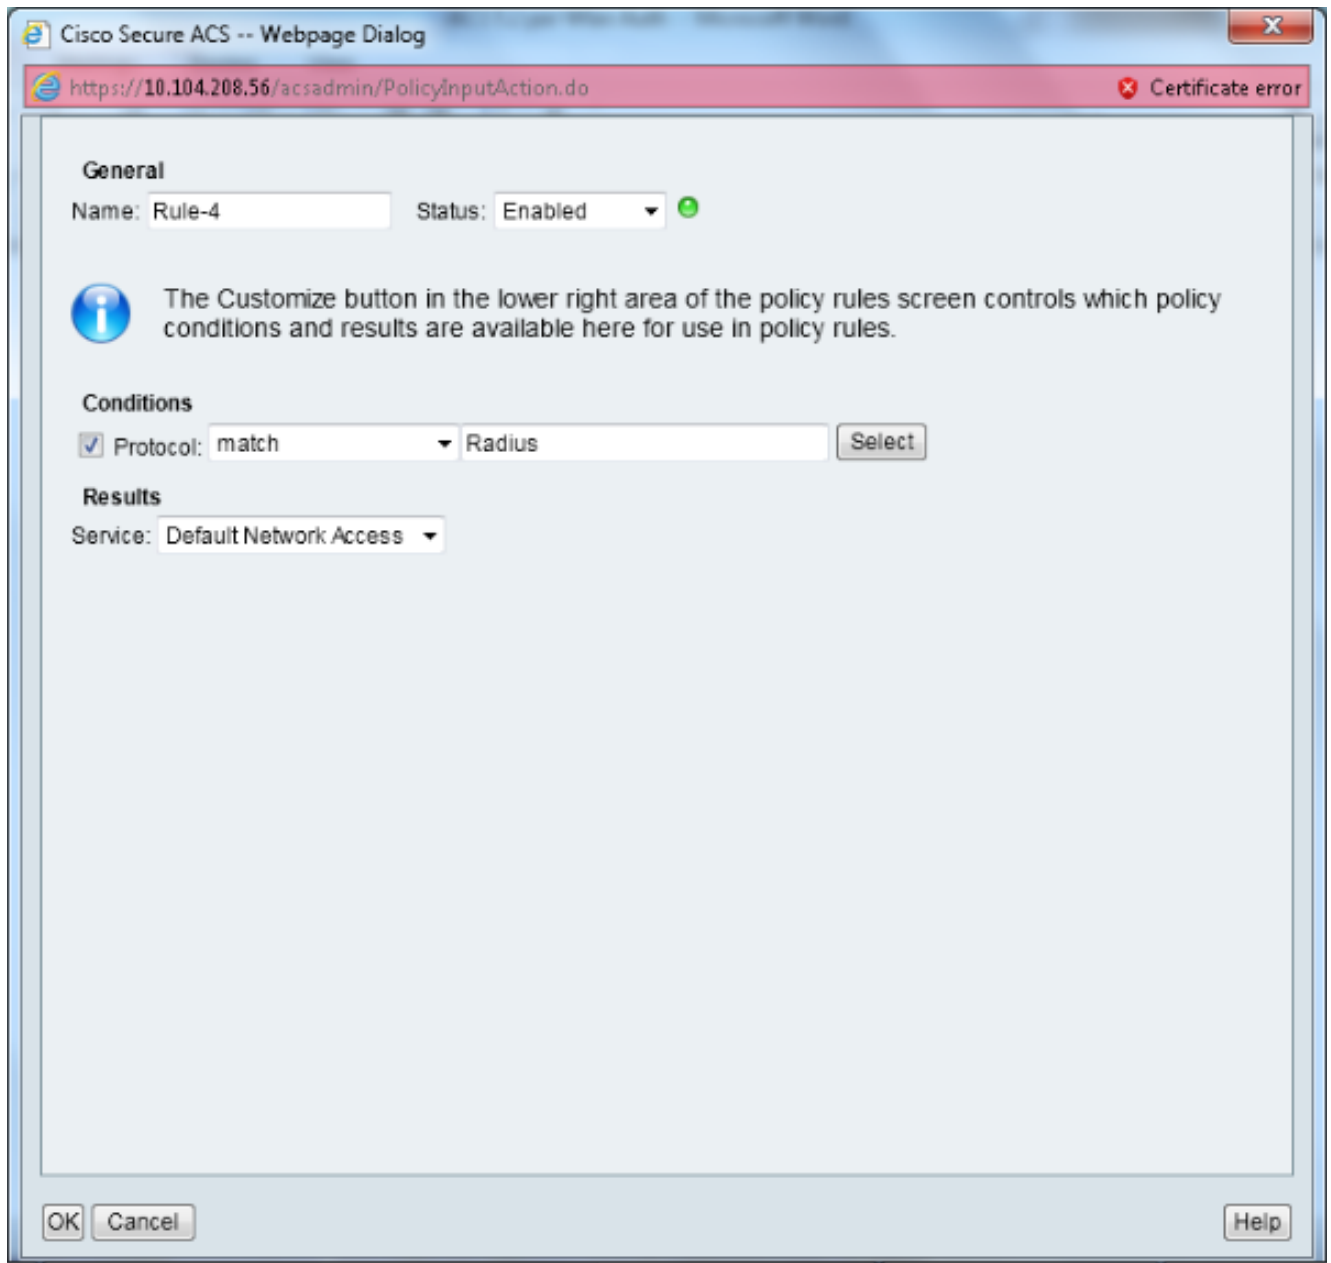 Cisco Secure ACS -- Webpage Dialog
https://10.104.208.56/acsadmin/PolicyInputAction.do Certificate error
General
Name: Rule-4 Status: Enabled
The Customize button in the lower right area of the policy rules screen controls which policy
conditions and results are available here for use in policy rules.
Conditions
Protocol: match Radius Select
Results
Service: Default Network Access
OK Cancel Help